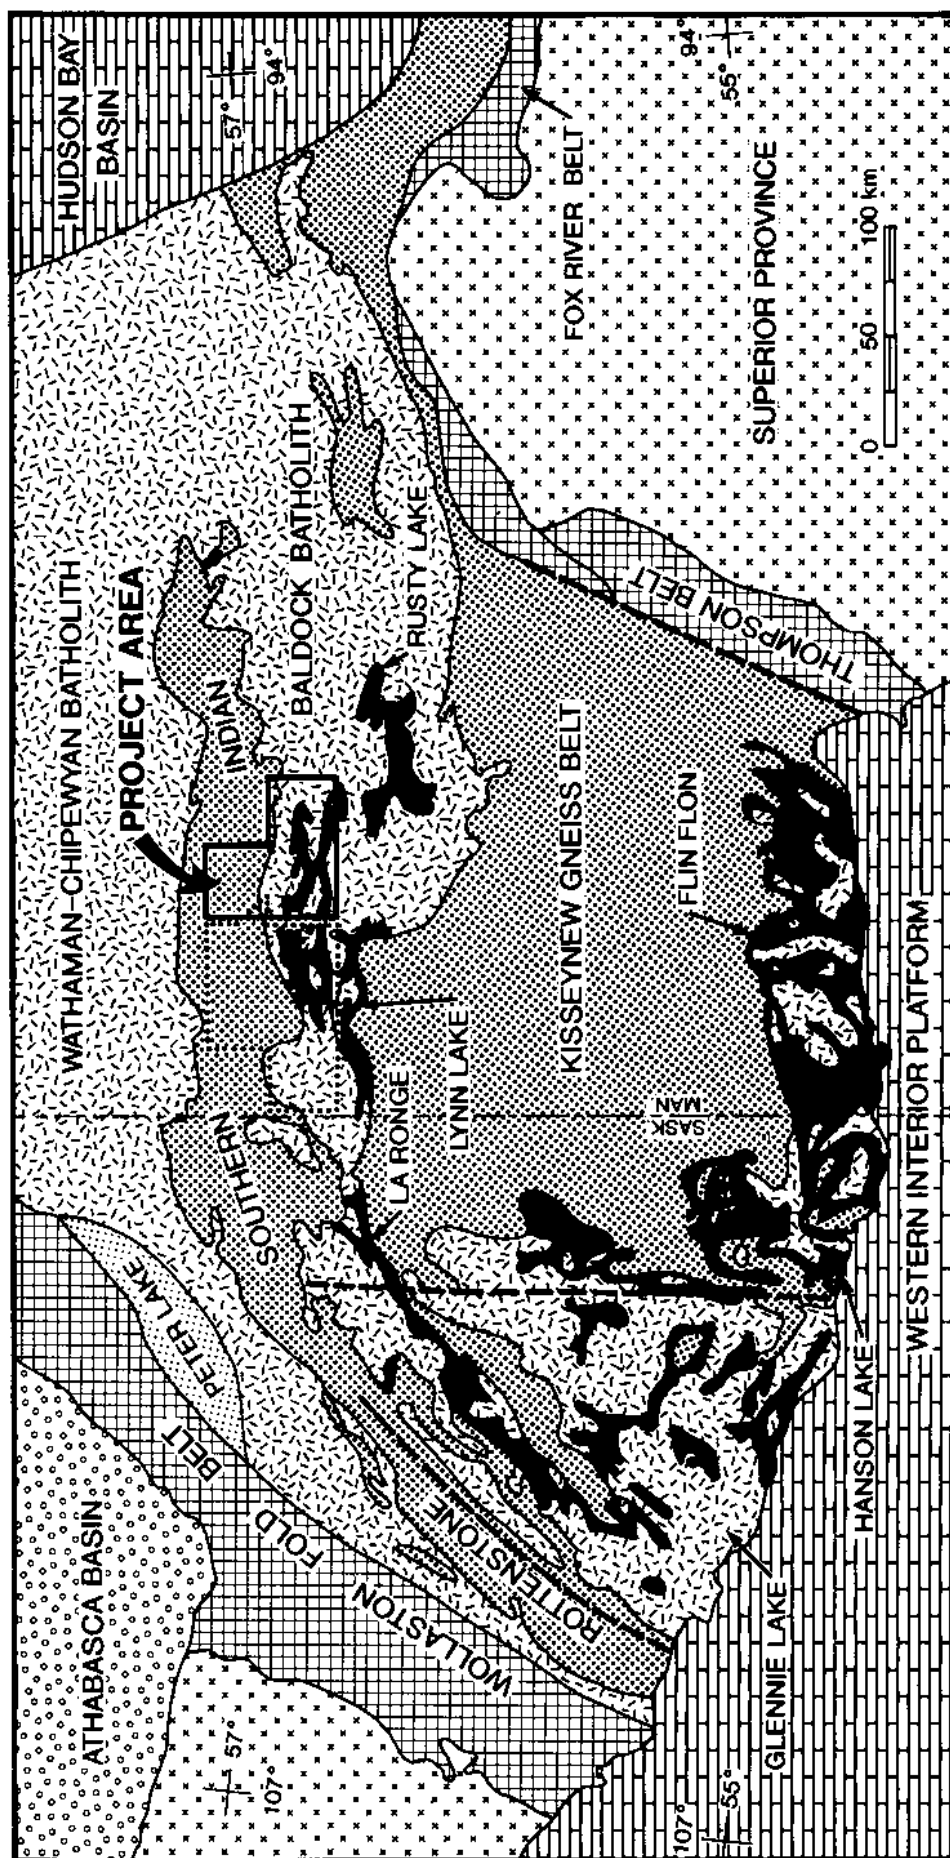 ATHABASCA BASIN
HUDSON BAY
BASIN
57°
107°
57°
94°
WATHAMAN-CHIPEWYAN BATHOLITH
PROJECT AREA
PETER LAKE
WOLLASTON
FOLD
BELT
SOUTHERN
INDIAN
BALDOCK BATHOLITH
RUSTY LAKE
ROTTENSTONE
LA RONGE
LYNN LAKE
KISSEYNEW GNEISS BELT
SASK
MAN
FLIN FLON
THOMPSON BELT
FOX RIVER BELT
SUPERIOR PROVINCE
94°
55°
107°
55°
GLENNIE LAKE
HANSON LAKE
WESTERN INTERIOR PLATFORM
0 50 100 km